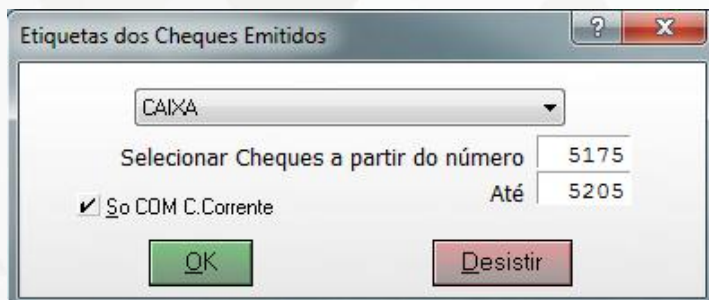 Etiquetas dos Cheques Emitidos ? X
CAIXA
Selecionar Cheques a partir do número 5175
Até 5205
So COM C.Corrente
OK Desistir